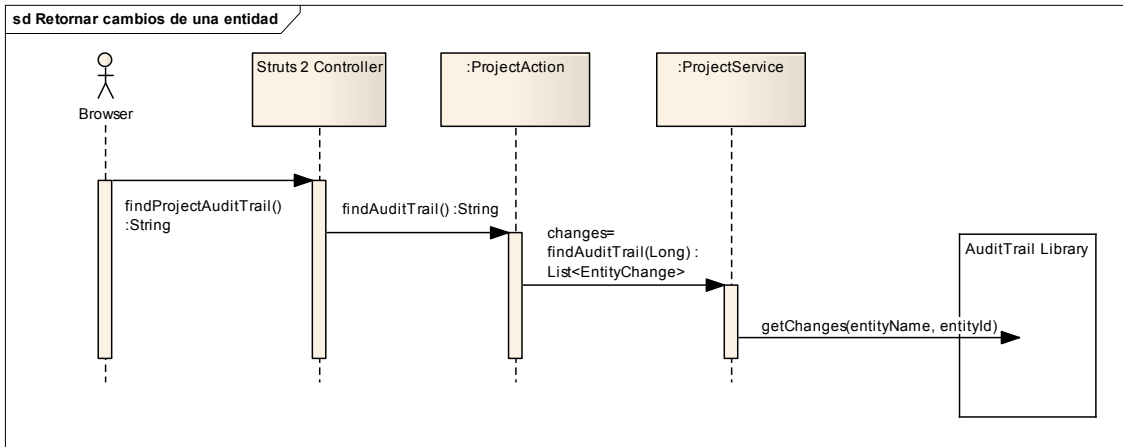 sd Retornar cambios de una entidad
Browser
Struts 2 Controller
:ProjectAction
:ProjectService
findProjectAuditTrail()
:String
findAuditTrail() :String
changes=
findAuditTrail(Long) :
List<EntityChange>
AuditTrail Library
getChanges(entityName, entityId)